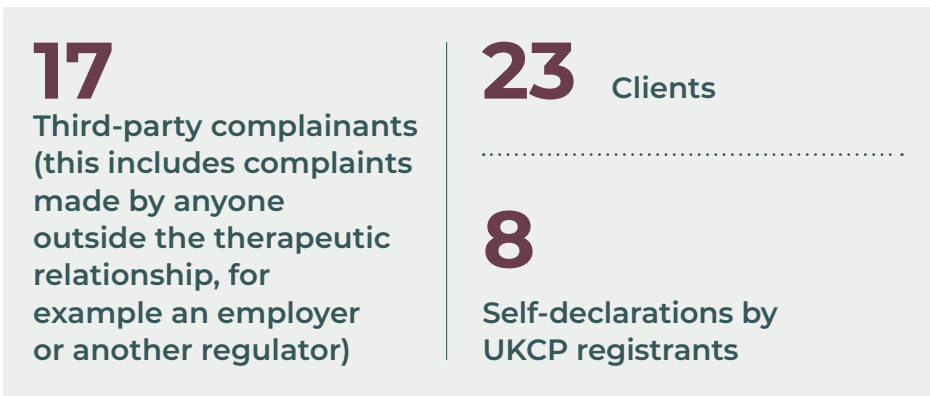 17
Third-party complainants
(this includes complaints
made by anyone
outside the therapeutic
relationship, for
example an employer
or another regulator)
23 Clients
8
Self-declarations by
UKCP registrants